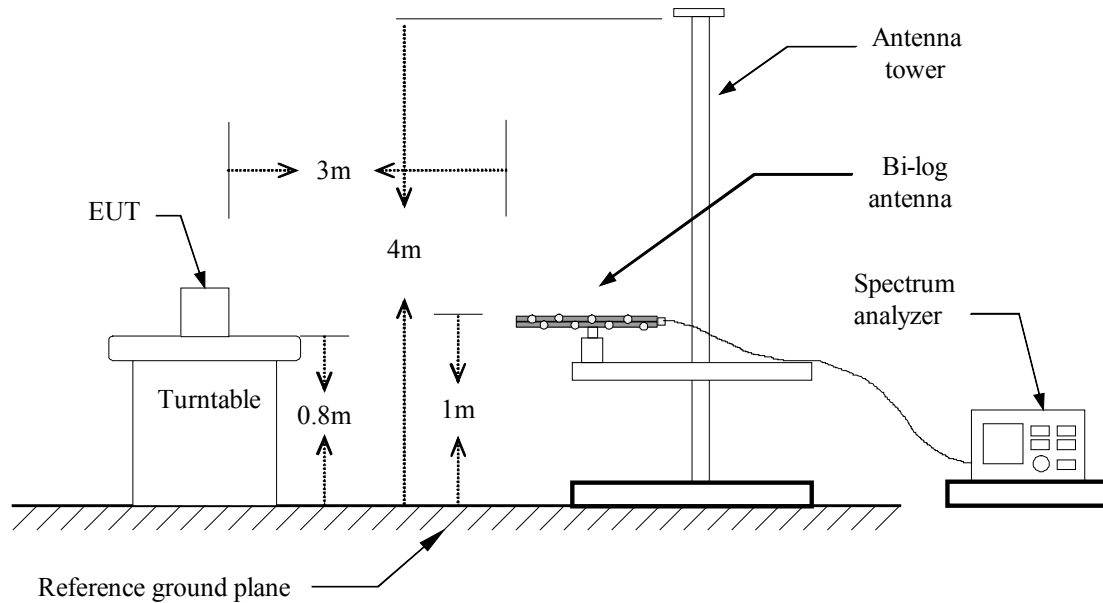 Antenna
tower
3m
Bi-log
antenna
EUT
4m
Spectrum
analyzer
Turntable
0.8m
1m
Reference ground plane